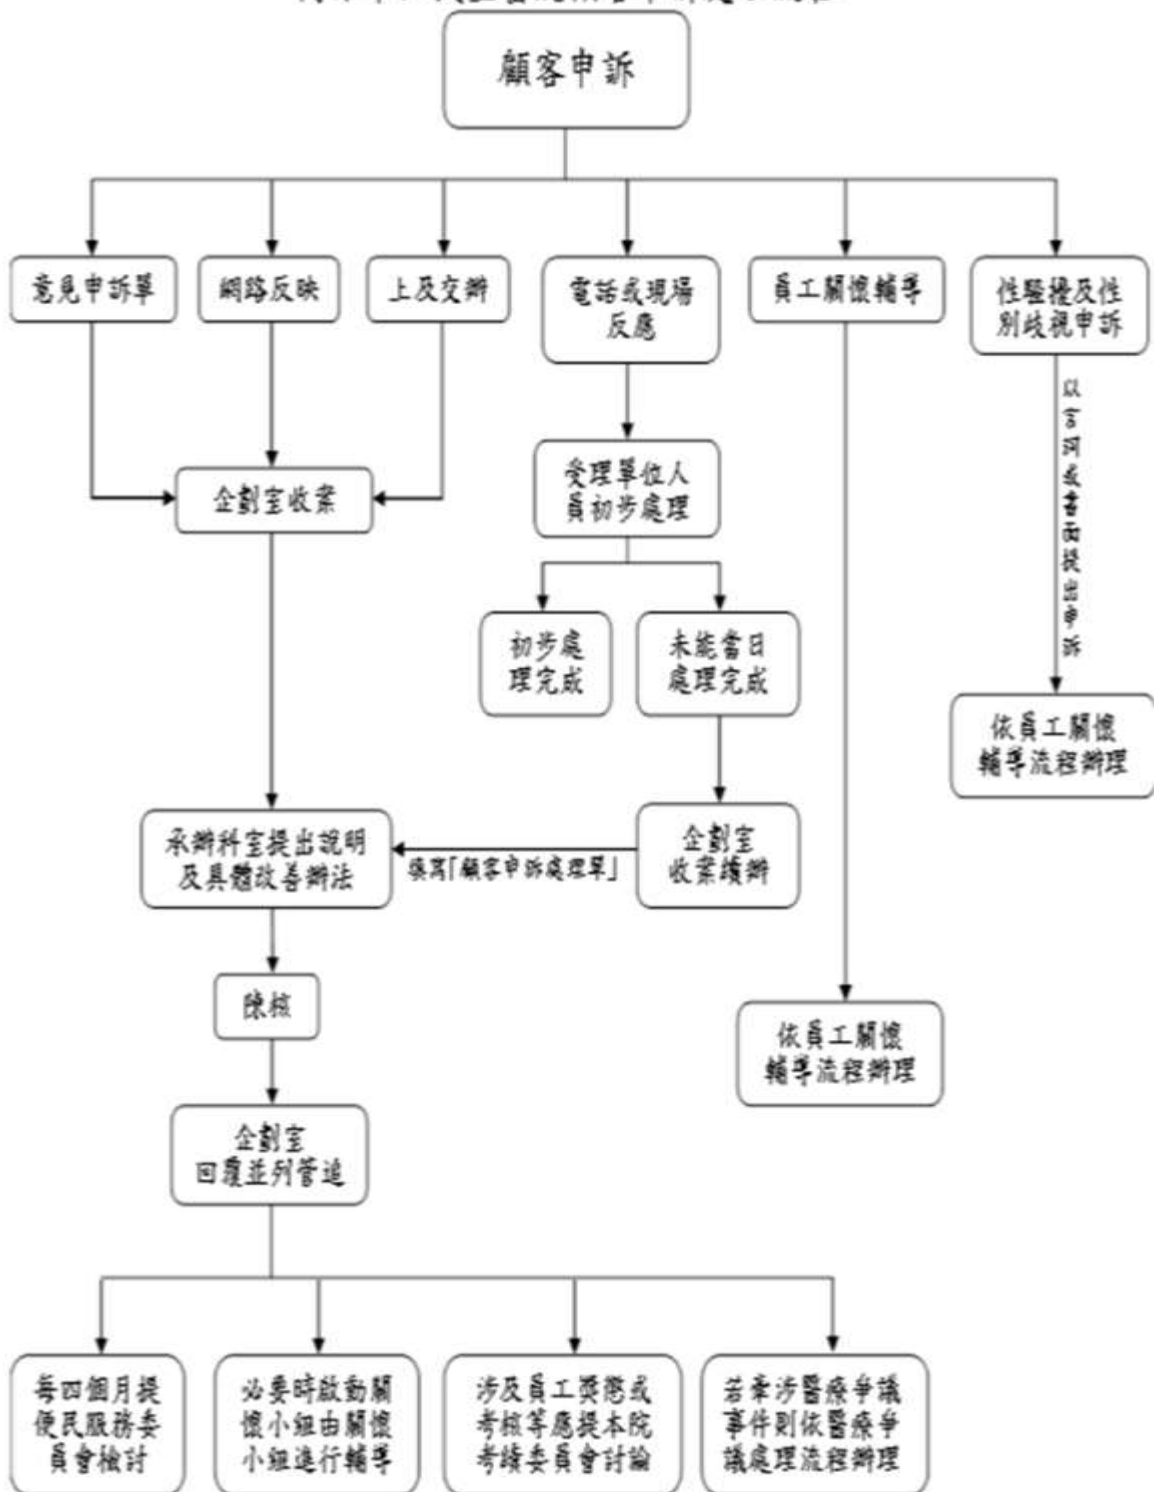 顧客申訴
意見申訴單
網路反映
上及交辦
電話或現場
反應
員工關懷輔導
性騷擾及性
別歧視申訴
以言詞或書面提出申訴
受理單位人
員初步處理
企劃室收案
初步處
理完成
未能當日
處理完成
依員工關懷
輔導流程辦理
承辦科室提出說明
及具體改善辦法
填寫「顧客申訴處理單」
企劃室
收案續辦
陳核
依員工關懷
輔導流程辦理
企劃室
回覆並列管追
每四個月提
便民服務委
員會檢討
必要時啟動關
懷小組由關懷
小組進行輔導
涉及員工獎懲或
考核等應提本院
考績委員會討論
若牽涉醫療爭議
事件則依醫療爭
議處理流程辦理